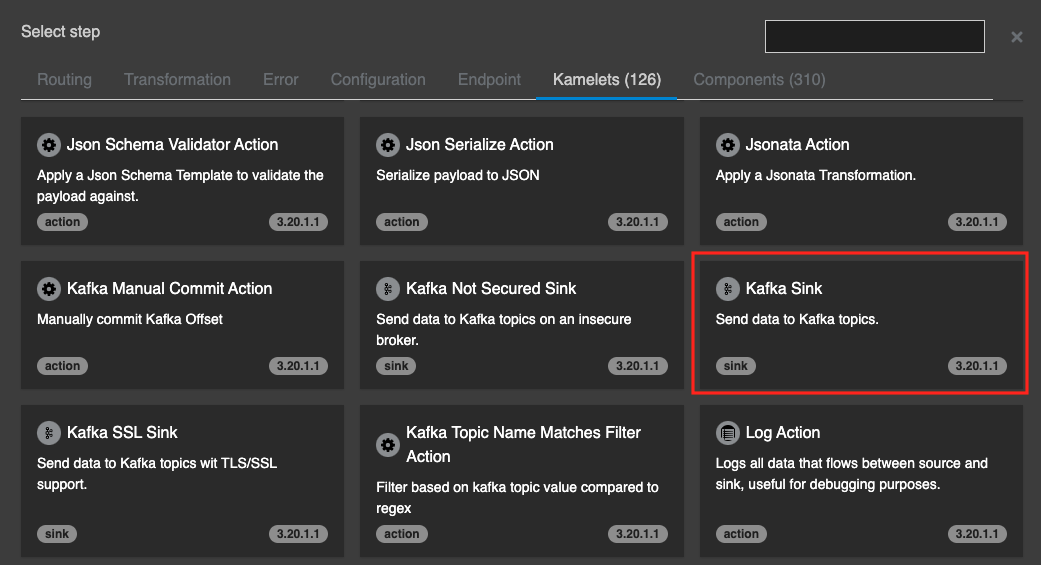 Select step
Routing
Transformation
Error
Configuration
Endpoint
Kamelets (126)
Components (310)
Json Schema Validator Action
Apply a Json Schema Template to validate the
payload against.
action
3.20.1.1
Json Serialize Action
Serialize payload to JSON
action
3.20.1.1
Jsonata Action
Apply a Jsonata Transformation.
action
3.20.1.1
Kafka Manual Commit Action
Manually commit Kafka Offset
action
3.20.1.1
Kafka Not Secured Sink
Send data to Kafka topics on an insecure
broker.
sink
3.20.1.1
Kafka Sink
Send data to Kafka topics.
sink
3.20.1.1
Kafka SSL Sink
Send data to Kafka topics wit TLS/SSL
support.
sink
3.20.1.1
Kafka Topic Name Matches Filter
Action
Filter based on kafka topic value compared to
regex
action
3.20.1.1
Log Action
Logs all data that flows between source and
sink, useful for debugging purposes.
action
3.20.1.1